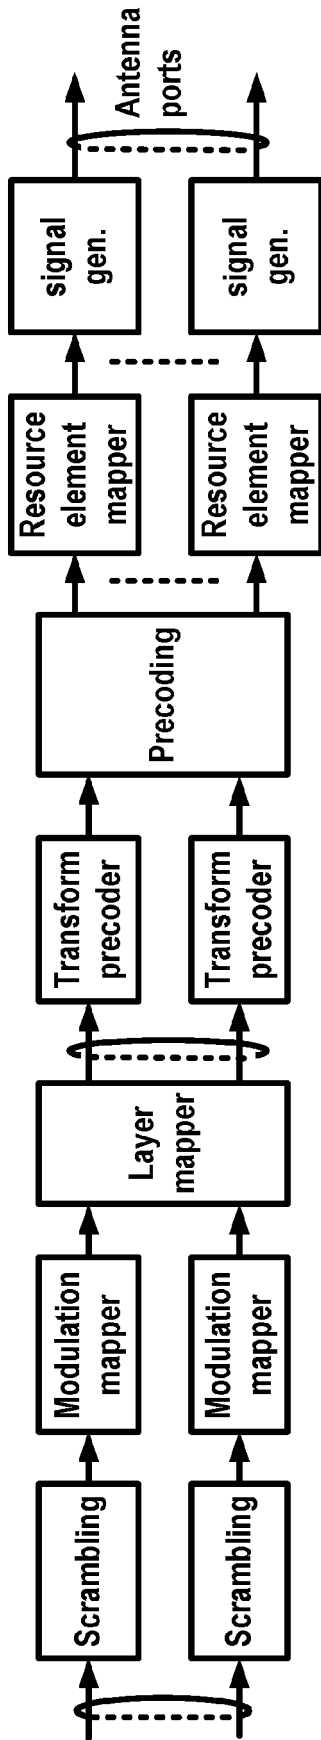 Scrambling
Scrambling
Modulation
mapper
Modulation
mapper
Layer
mapper
Transform
precoder
Transform
precoder
Precoding
Resource
element
mapper
Resource
element
mapper
signal
gen.
signal
gen.
Antenna
ports